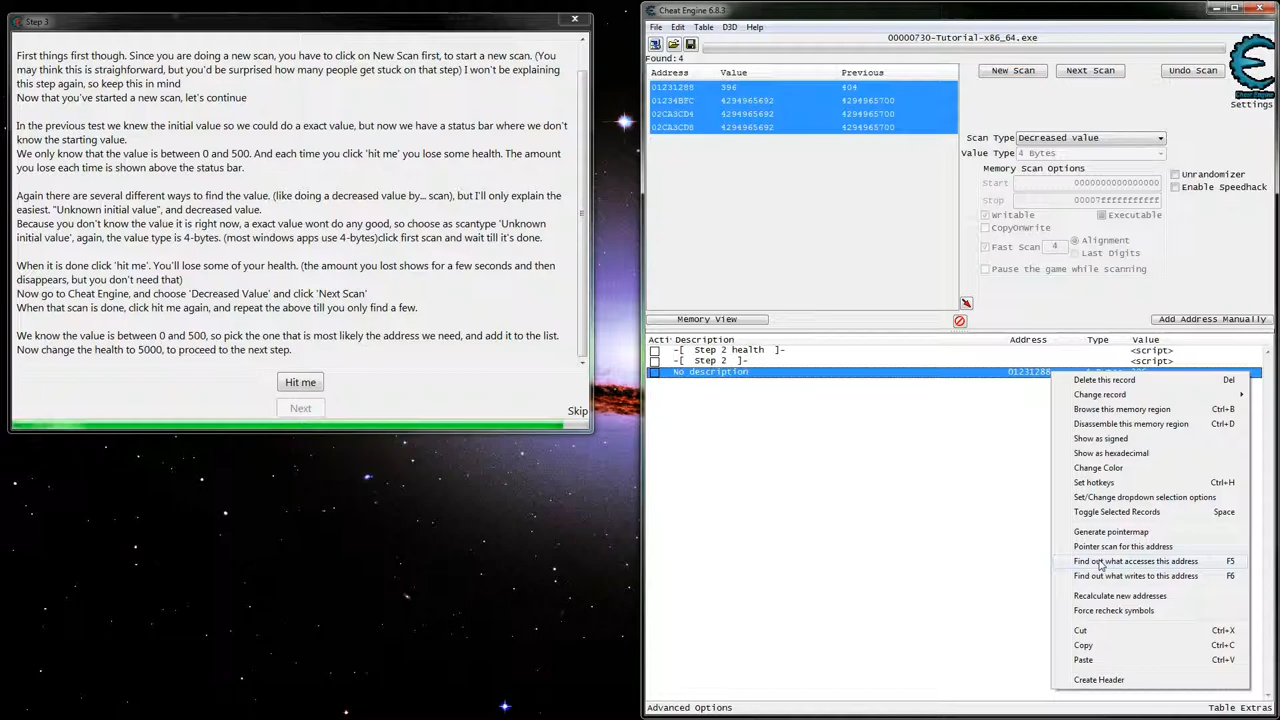 Step 3
First things first though. Since you are doing a new scan, you have to click on New Scan first, to start a new scan. (You
may think this is straighforward, but you'd be surprised how many people get stuck on that step) I won't be explaining
this step again, so keep this in mind
Now that you've started a new scan, let's continue
In the previous test we knew the initial value so we could do a exact value, but now we have a status bar where we don't
know the starting value.
We only know that the value is between 0 and 500. And each time you click 'hit me' you lose some health. The amount
you lose each time is shown above the status bar.
Again there are several different ways to find the value. (like doing a decreased value by... scan), but I'll only explain the
easiest. "Unknown initial value", and decreased value.
Because you don't know the value it is right now, a exact value wont do any good, so choose as scantype 'Unknown
initial value', again, the value type is 4-bytes. (most windows apps use 4-bytes)click first scan and wait till it's done.
When it is done click 'hit me'. You'll lose some of your health. (the amount you lost shows for a few seconds and then
disappears, but you don't need that)
Now go to Cheat Engine, and choose 'Decreased Value' and click 'Next Scan'
When that scan is done, click hit me again, and repeat the above till you only find a few.
We know the value is between 0 and 500, so pick the one that is most likely the address we need, and add it to the list.
Now change the health to 5000, to proceed to the next step.
Hit me
Next
Skip
Cheat Engine 6.8.3
File Edit Table D3D Help
00000730-Tutorial-x86_64.exe
Found:4
Address Value Previous
01231288 396 404
01234BFC 4294965692 4294965700
02CA3CD4 4294965692 4294965700
02CA3CD8 4294965692 4294965700
New Scan Next Scan Undo Scan
Cheat Engine
Settings
Scan Type Decreased value
Value Type 4 Bytes
Memory Scan Options
Start 0000000000000000
Stop 00007fffffffffff
Writable Executable
CopyOnWrite
Fast Scan 4 Alignment
Last Digits
Pause the game while scanning
Unrandomizer
Enable Speedhack
Memory View
Add Address Manually
Acti Description Address Type Value
-[ Step 2 health ]- <script>
-[ Step 2 ]- <script>
No description 01231288
Delete this record Del
Change record
Browse this memory region Ctrl+B
Disassemble this memory region Ctrl+D
Show as signed
Show as hexadecimal
Change Color
Set hotkeys Ctrl+H
Set/Change dropdown selection options
Toggle Selected Records Space
Generate pointermap
Pointer scan for this address
Find out what accesses this address F5
Find out what writes to this address F6
Recalculate new addresses
Force recheck symbols
Cut Ctrl+X
Copy Ctrl+C
Paste Ctrl+V
Create Header
Advanced Options
Table Extras